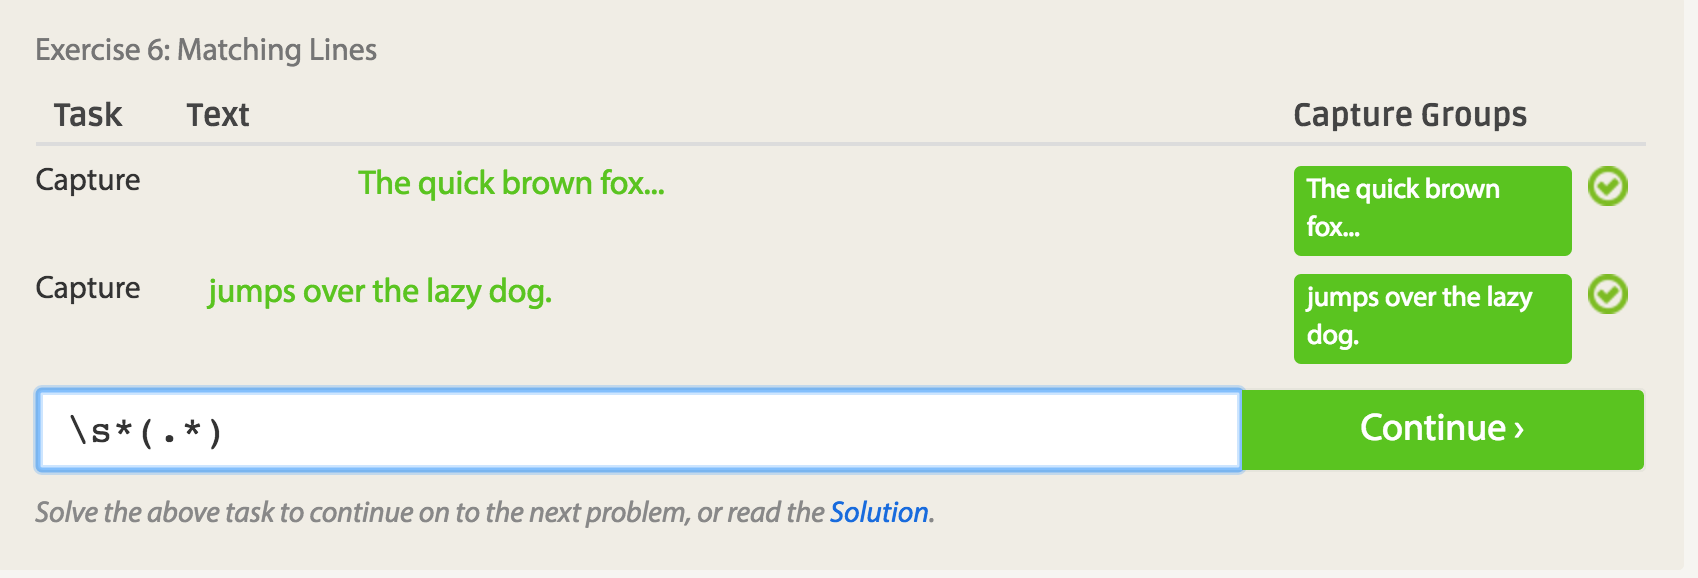 Exercise 6: Matching Lines
Task Text Capture Groups
Capture The quick brown fox... The quick brown
fox...
Capture jumps over the lazy dog. jumps over the lazy
dog.
\s*(.*) Continue ›
Solve the above task to continue on to the next problem, or read the Solution.